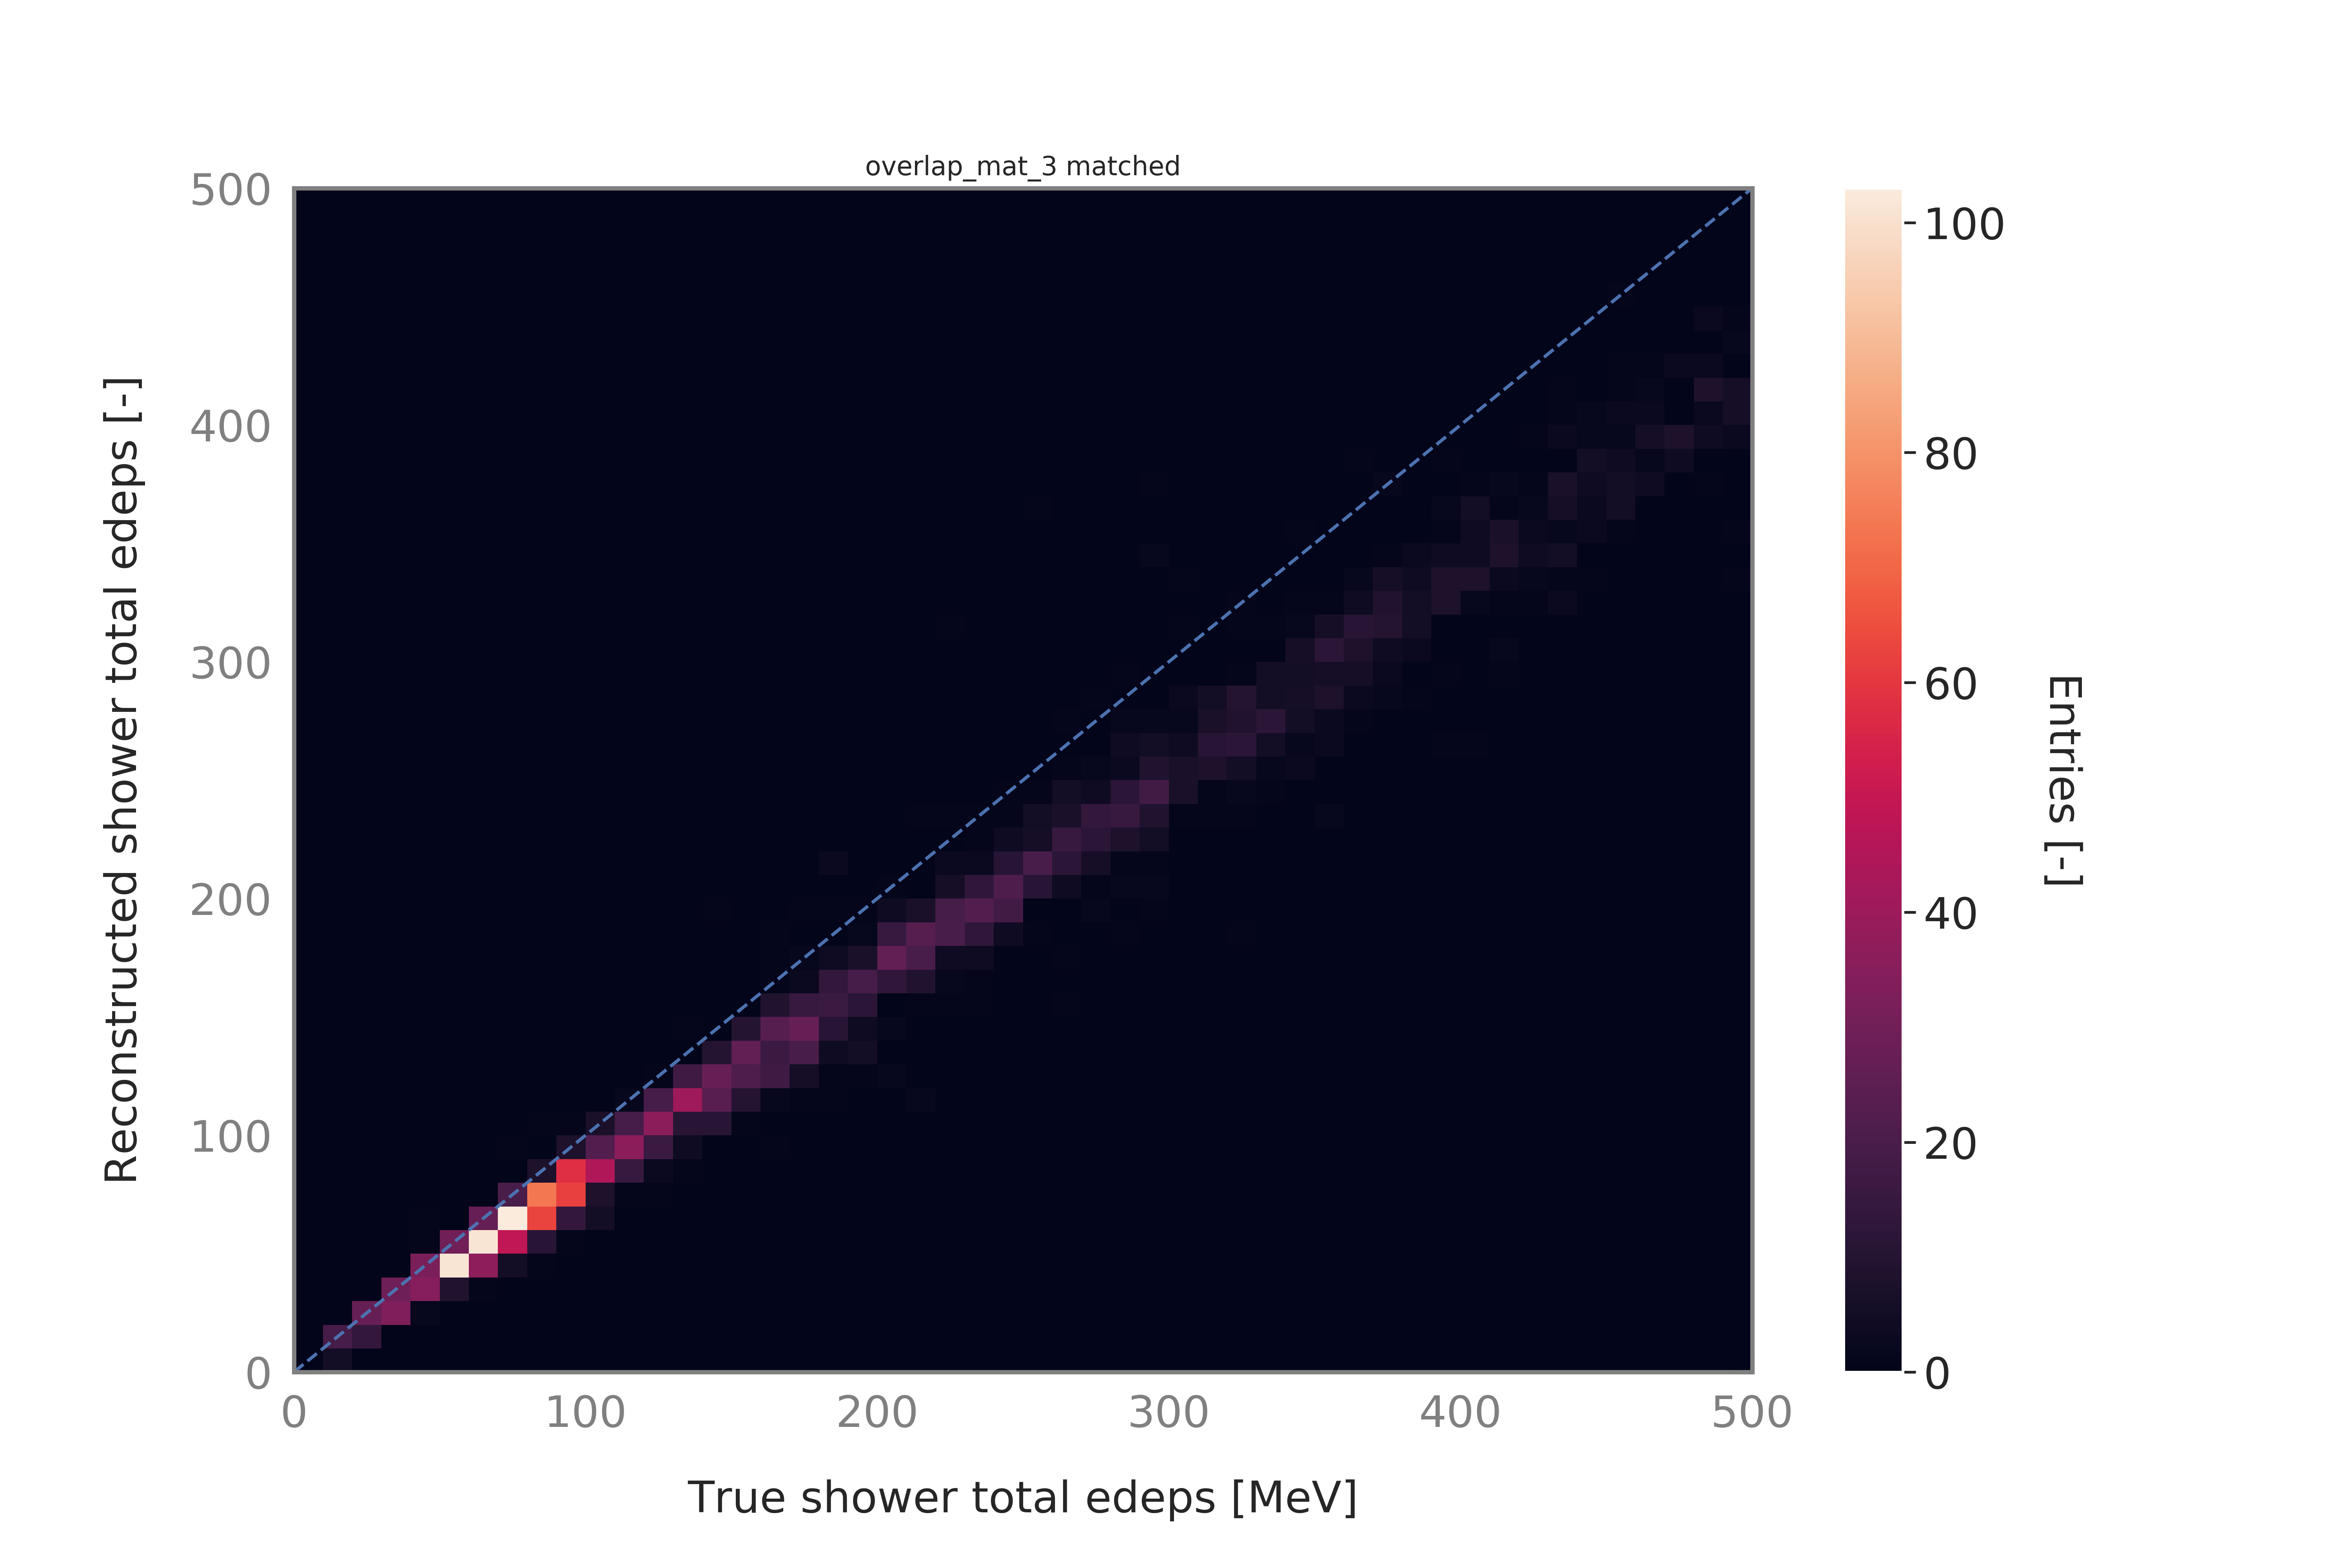 overlap_mat_3 matched
500
400
300
200
100
0
Reconstructed shower total edeps [-]
0 100 200 300 400 500
True shower total edeps [MeV]
100
80
60
40
20
0
Entries [-]